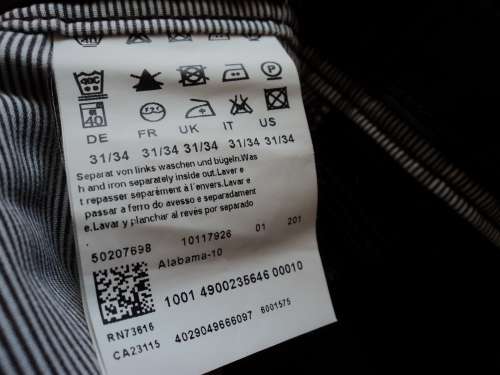 P
40
DE FR UK IT US
31/34 31/34 31/34 31/34 31/34
Separat von links waschen und bügeln.Was
h and iron separately inside out.Laver e
t repasser separèment à l'envers.Lavar e
passar a ferro do avesso e separadament
e.Lavar y planchar al reves por separado
.
50207698 10117926 01 201
Alabama-10
1001 4900235646 00010
RN73616
CA23115 4029049666097 6001575